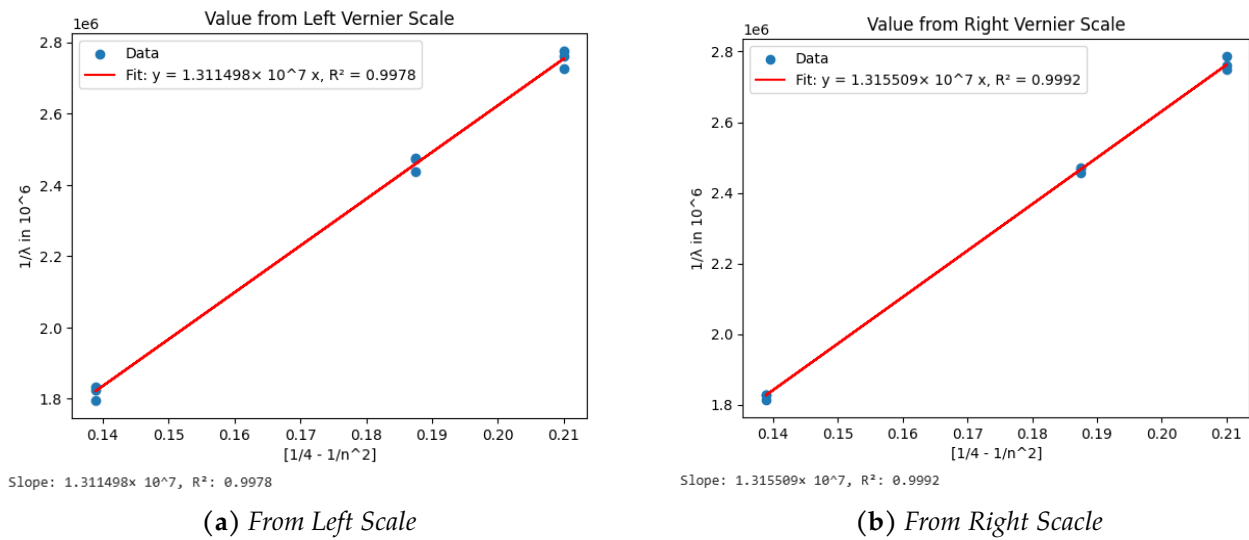 Value from Left Vernier Scale
1e6
Data
Fit: y = 1.311498× 10^7 x, R² = 0.9978
2.8
2.6
2.4
2.2
2.0
1.8
1/λ in 10^6
0.14 0.15 0.16 0.17 0.18 0.19 0.20 0.21
[1/4 - 1/n^2]
Slope: 1.311498× 10^7, R²: 0.9978
(a) From Left Scale
Value from Right Vernier Scale
1e6
Data
Fit: y = 1.315509× 10^7 x, R² = 0.9992
2.8
2.6
2.4
2.2
2.0
1.8
1/λ in 10^6
0.14 0.15 0.16 0.17 0.18 0.19 0.20 0.21
[1/4 - 1/n^2]
Slope: 1.315509× 10^7, R²: 0.9992
(b) From Right Scacle